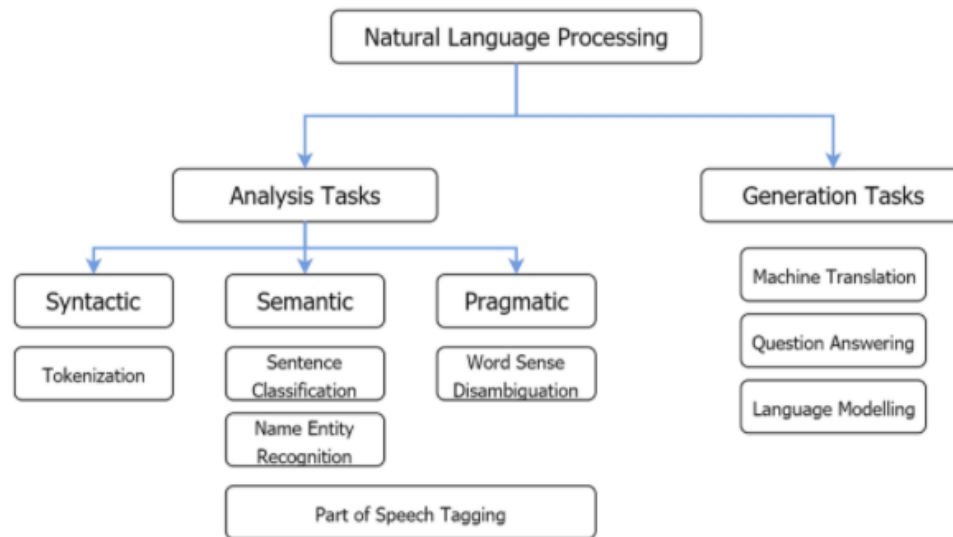 Natural Language Processing
Analysis Tasks
Generation Tasks
Syntactic
Semantic
Pragmatic
Tokenization
Sentence
Classification
Name Entity
Recognition
Word Sense
Disambiguation
Part of Speech Tagging
Machine Translation
Question Answering
Language Modelling